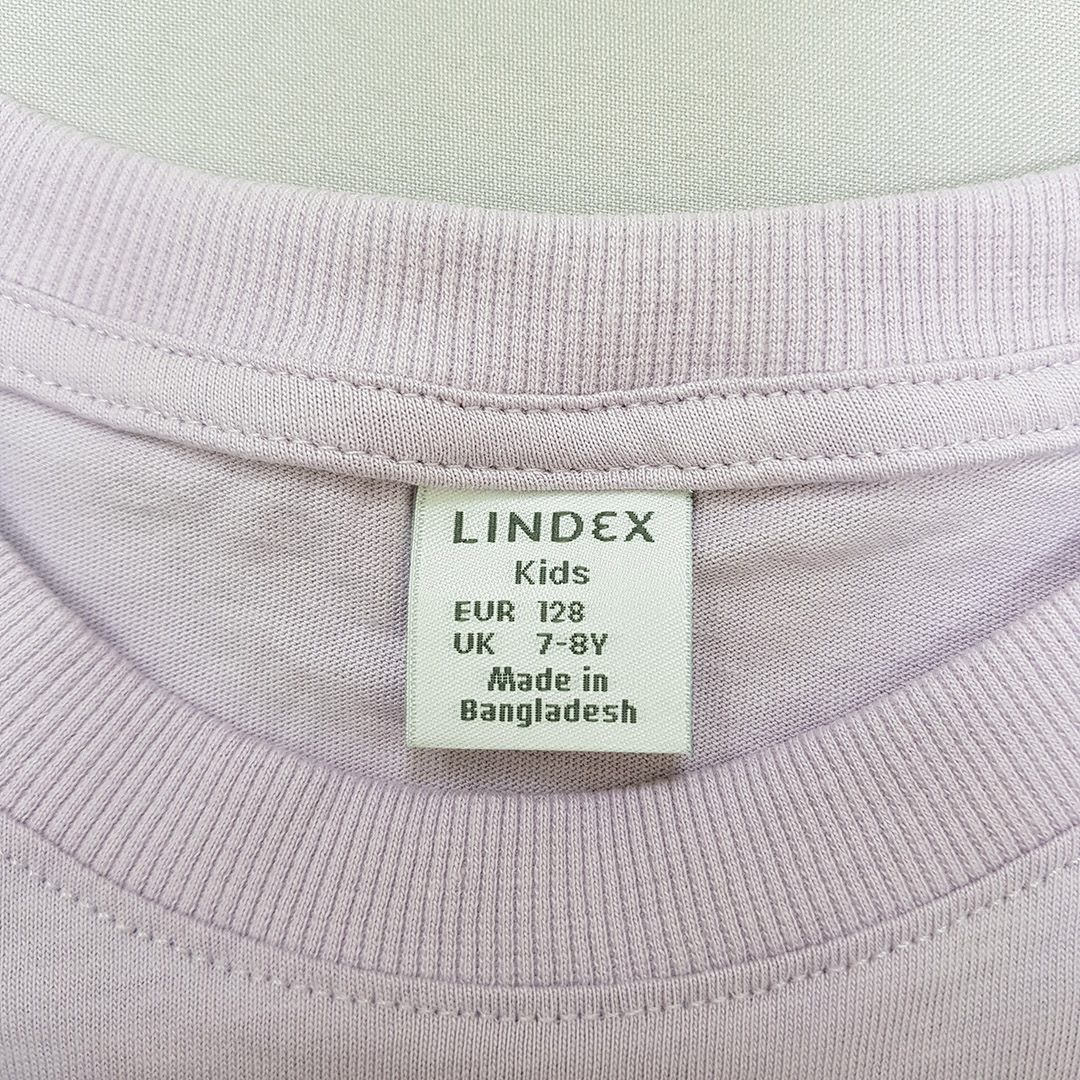 LINDEX
Kids
EUR 128
UK 7-8Y
Made in
Bangladesh